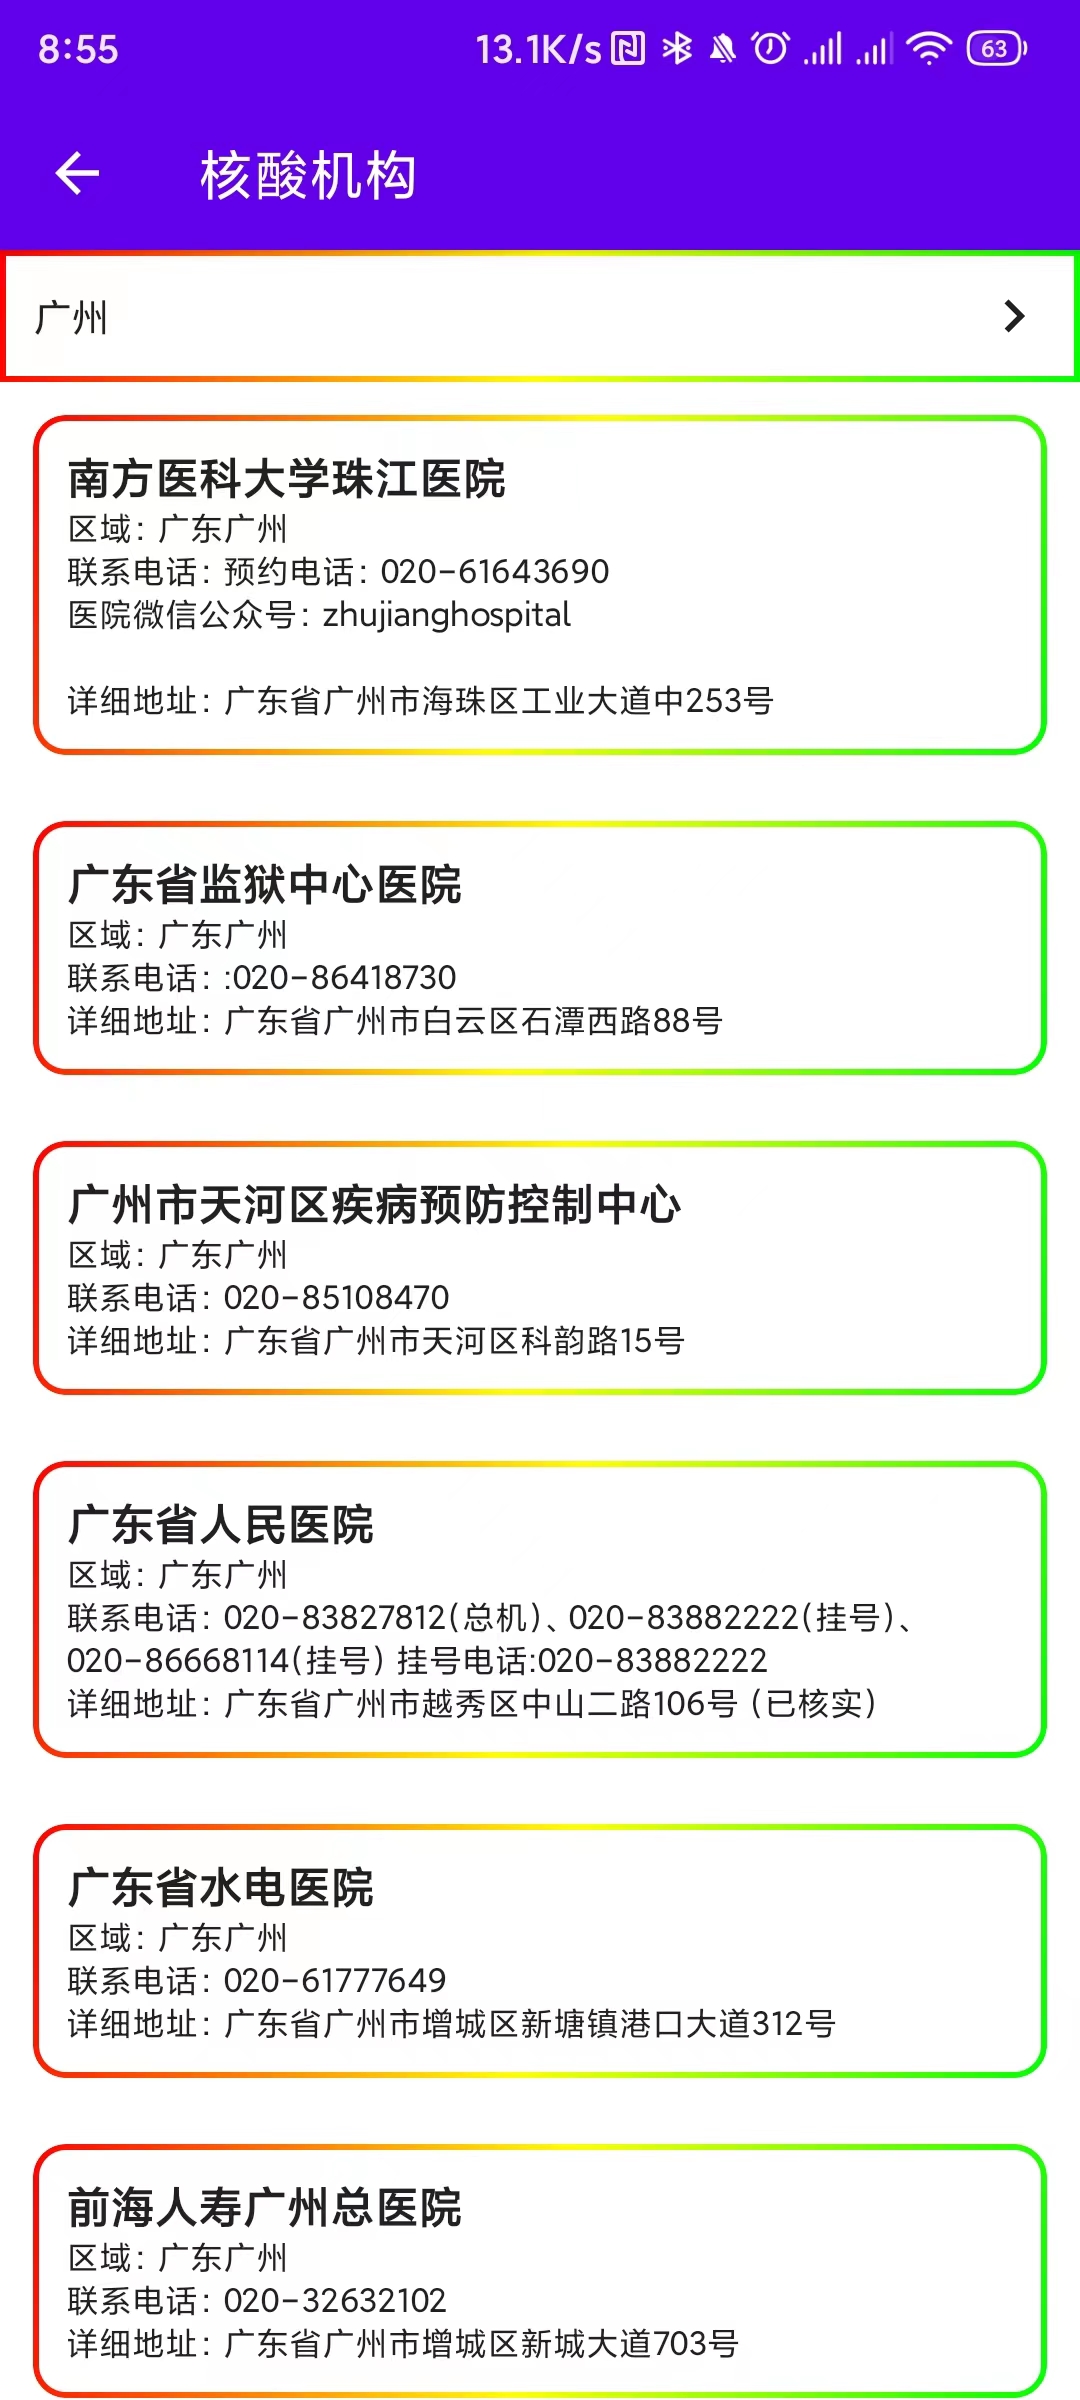 8:55
13.1K/s
63
核酸机构
广州
南方医科大学珠江医院
区域：广东广州
联系电话：预约电话：020-61643690
医院微信公众号：zhujianghospital
详细地址：广东省广州市海珠区工业大道中253号
广东省监狱中心医院
区域：广东广州
联系电话：:020-86418730
详细地址：广东省广州市白云区石潭西路88号
广州市天河区疾病预防控制中心
区域：广东广州
联系电话：020-85108470
详细地址：广东省广州市天河区科韵路15号
广东省人民医院
区域：广东广州
联系电话：020-83827812(总机)、020-83882222(挂号)、
020-86668114(挂号) 挂号电话:020-83882222
详细地址：广东省广州市越秀区中山二路106号（已核实）
广东省水电医院
区域：广东广州
联系电话：020-61777649
详细地址：广东省广州市增城区新塘镇港口大道312号
前海人寿广州总医院
区域：广东广州
联系电话：020-32632102
详细地址：广东省广州市增城区新城大道703号